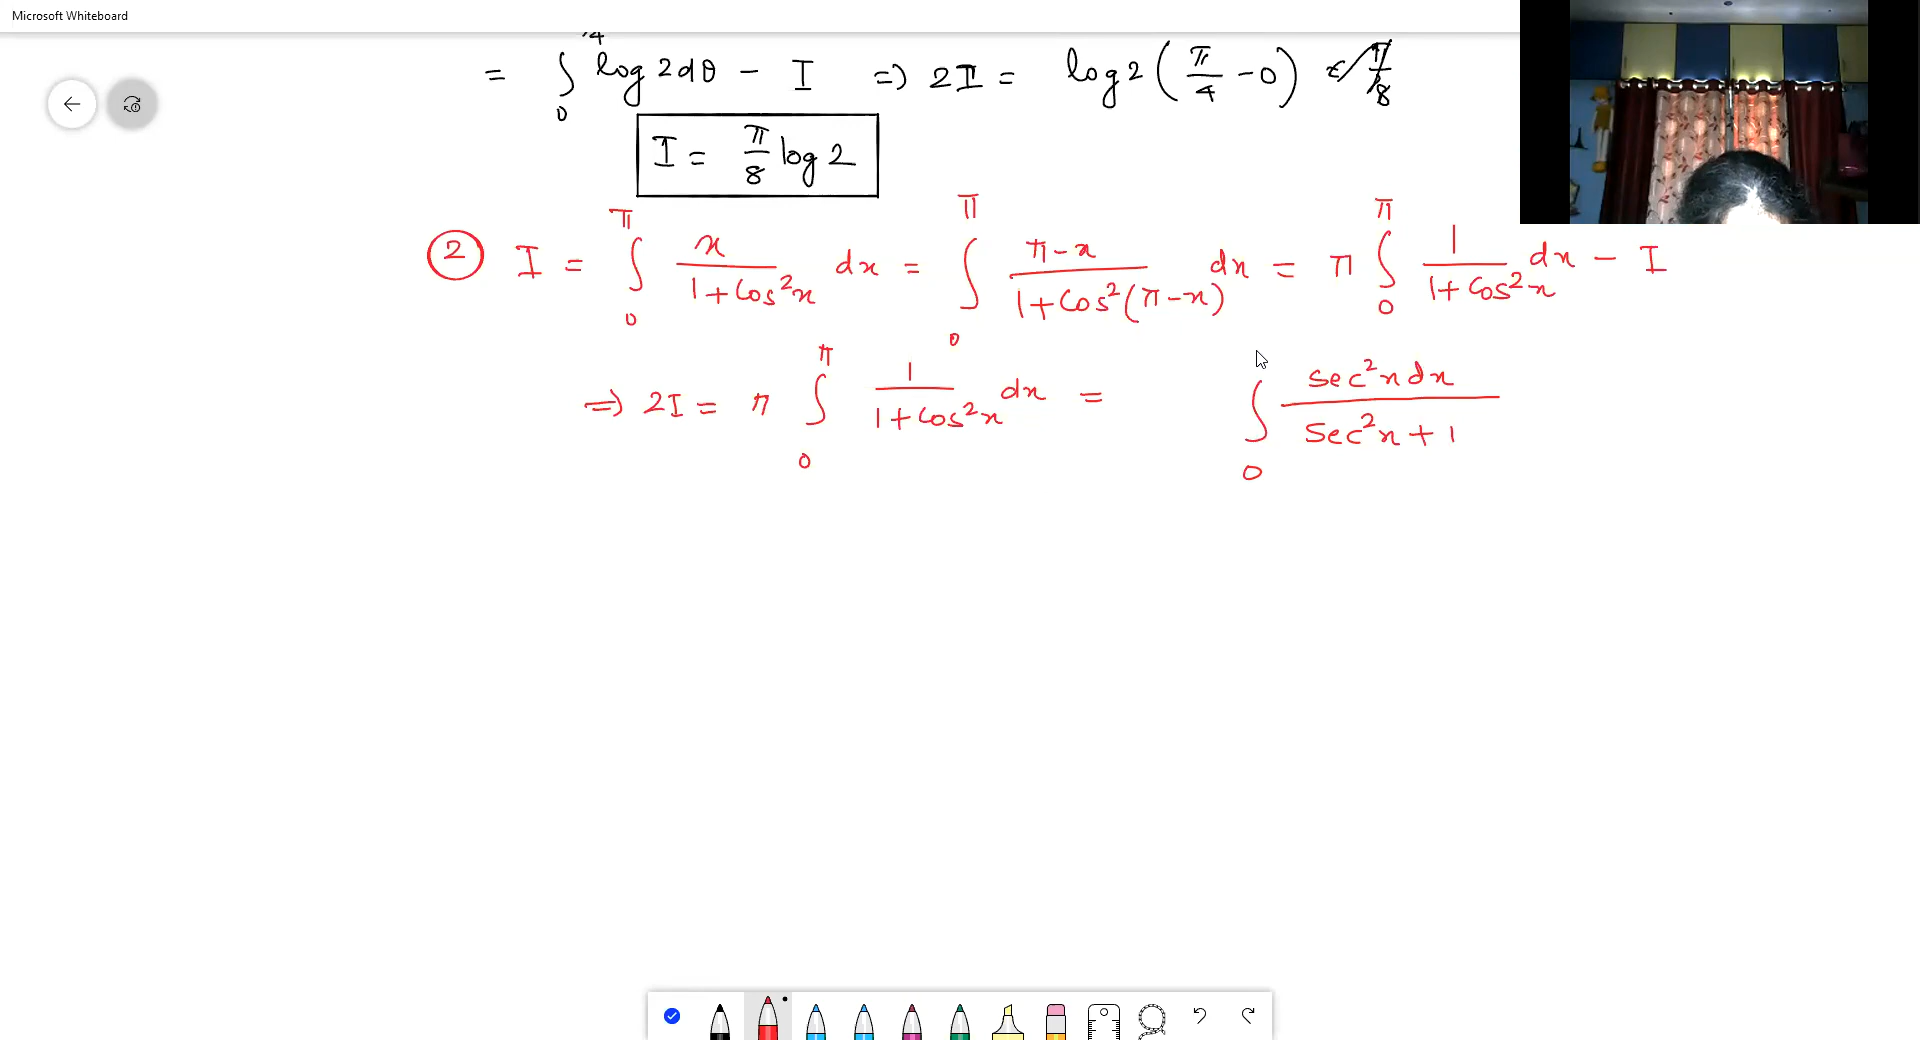 Microsoft Whiteboard
= ∫₀^{π/4} log 2 dθ − I ⇒ 2I = log 2 (π/4 − 0)
I = π/8 log 2
② I = ∫₀^π x/(1+Cos²x) dx = ∫₀^π (π−x)/(1+Cos²(π−x)) dx = π ∫₀^π 1/(1+Cos²x) dx − I
⇒ 2I = π ∫₀^π 1/(1+Cos²x) dx = ∫₀ Sec²x dx/(Sec²x + 1)